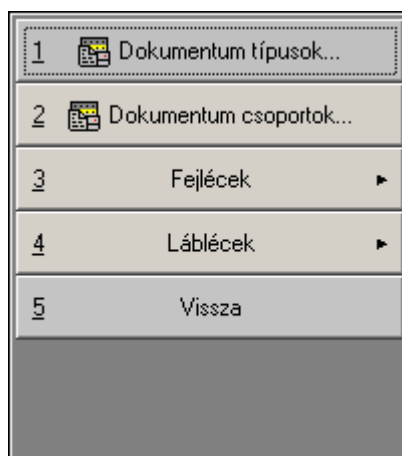 1 Dokumentum típusok...
2 Dokumentum csoportok...
3 Fejlécek
4 Láblécek
5 Vissza